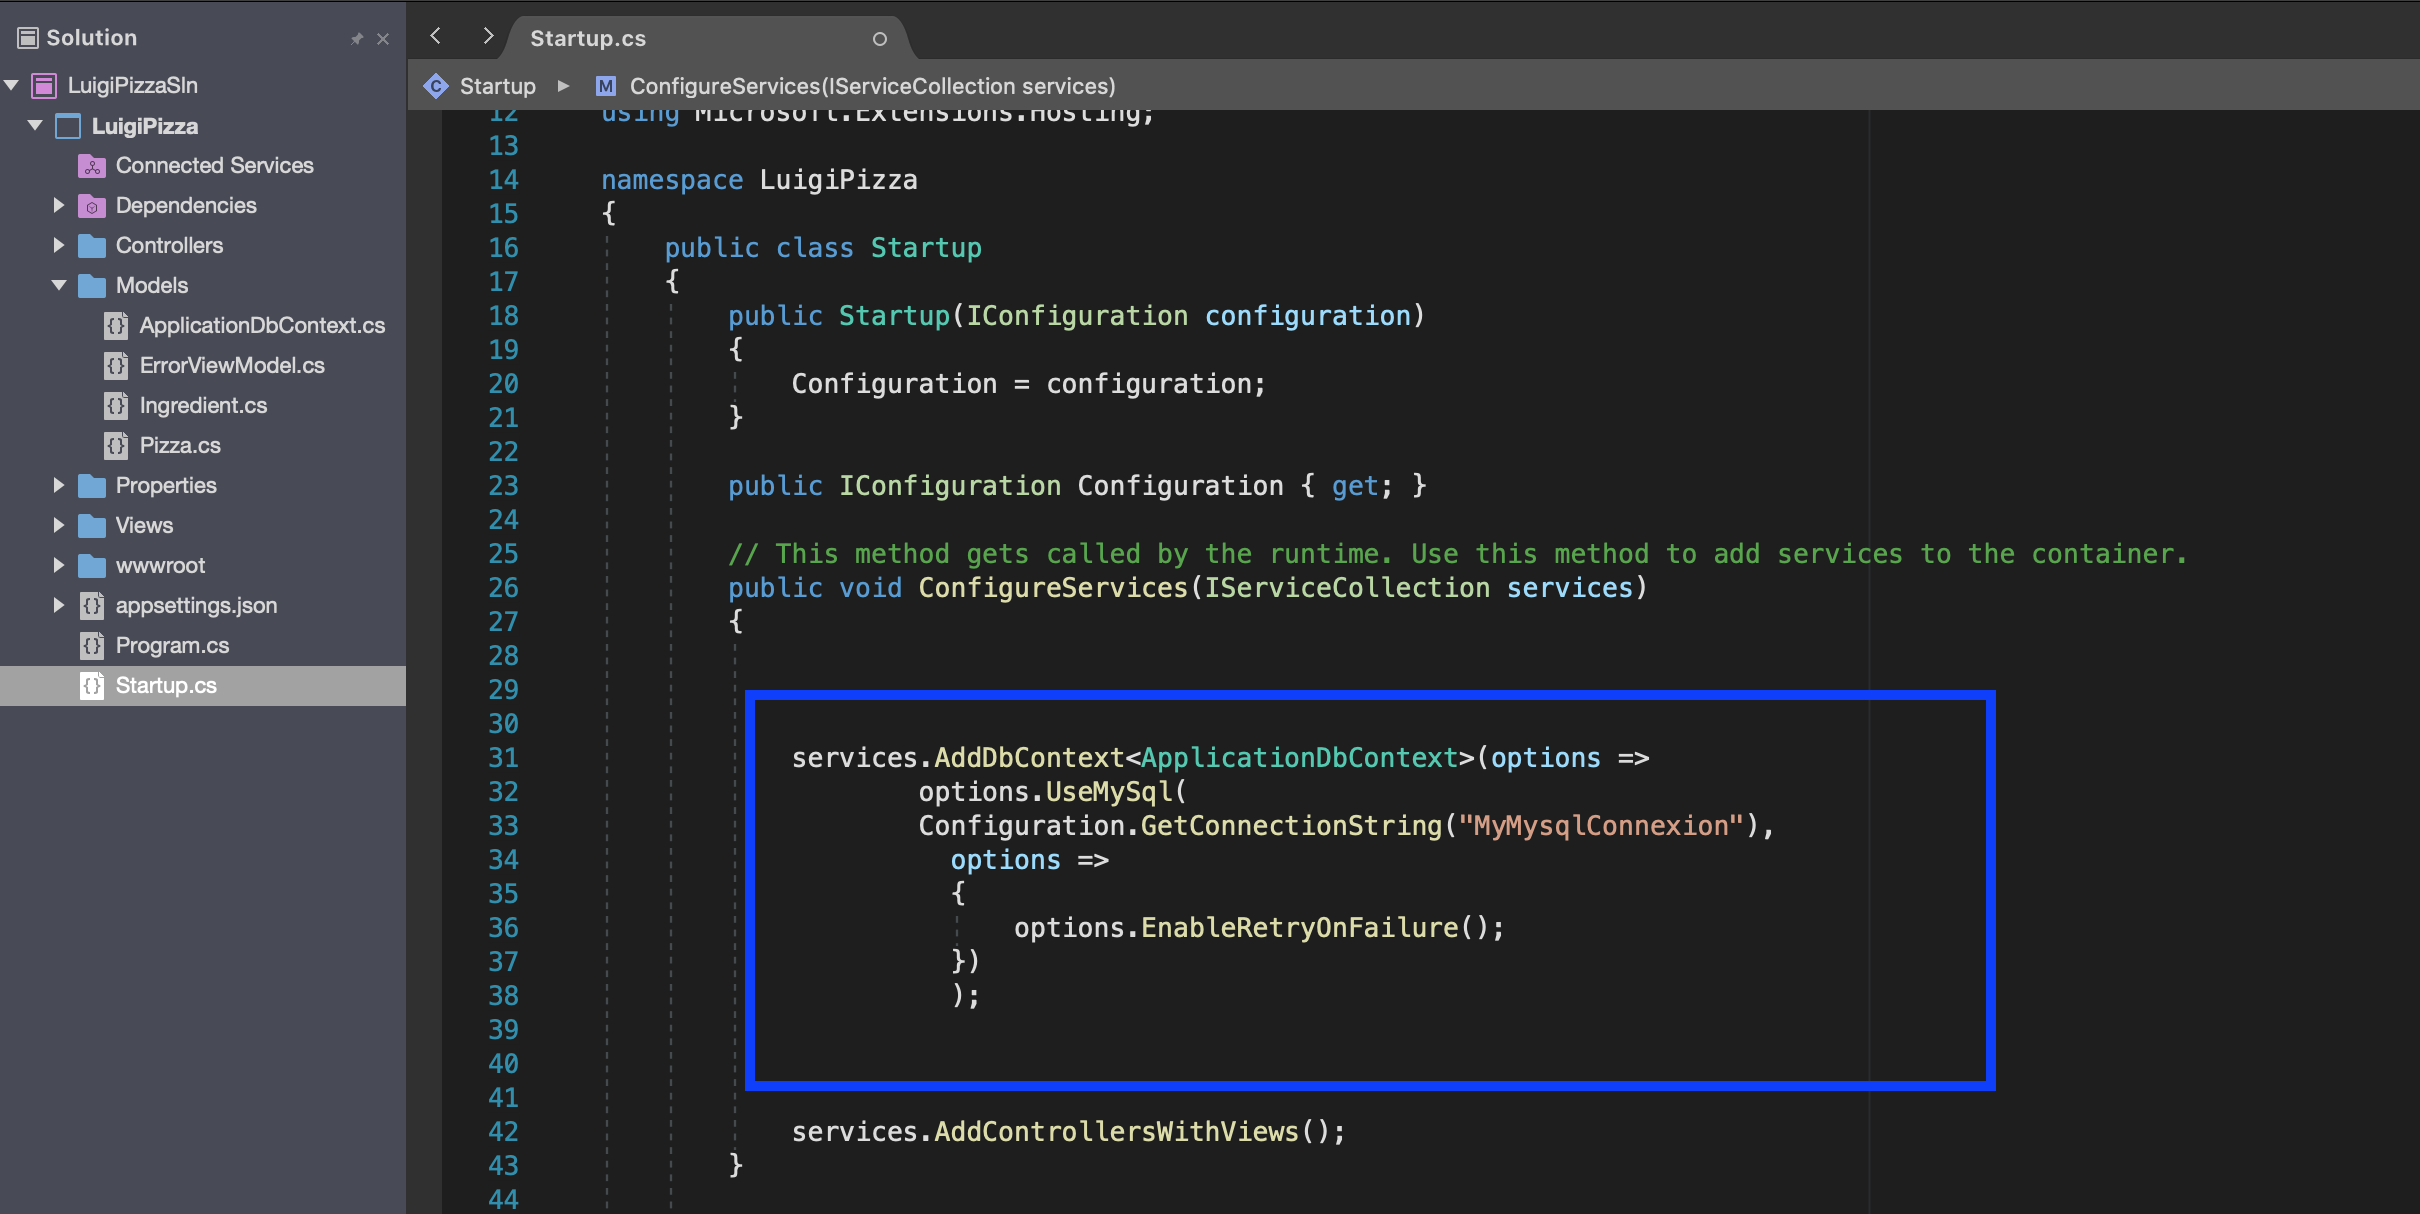 Solution
LuigiPizzaSln
LuigiPizza
Connected Services
Dependencies
Controllers
Models
ApplicationDbContext.cs
ErrorViewModel.cs
Ingredient.cs
Pizza.cs
Properties
Views
wwwroot
appsettings.json
Program.cs
Startup.cs
Startup.cs
Startup ConfigureServices(IServiceCollection services)
12 using Microsoft.Extensions.Hosting;
13
14 namespace LuigiPizza
15 {
16 public class Startup
17 {
18 public Startup(IConfiguration configuration)
19 {
20 Configuration = configuration;
21 }
22
23 public IConfiguration Configuration { get; }
24
25 // This method gets called by the runtime. Use this method to add services to the container.
26 public void ConfigureServices(IServiceCollection services)
27 {
28
29
30
31 services.AddDbContext<ApplicationDbContext>(options =>
32 options.UseMySql(
33 Configuration.GetConnectionString("MyMysqlConnexion"),
34 options =>
35 {
36 options.EnableRetryOnFailure();
37 })
38 );
39
40
41
42 services.AddControllersWithViews();
43 }
44